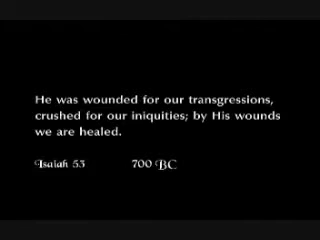 He was wounded for our transgressions,
crushed for our iniquities; by His wounds
we are healed.
Isaiah 53 700 BC